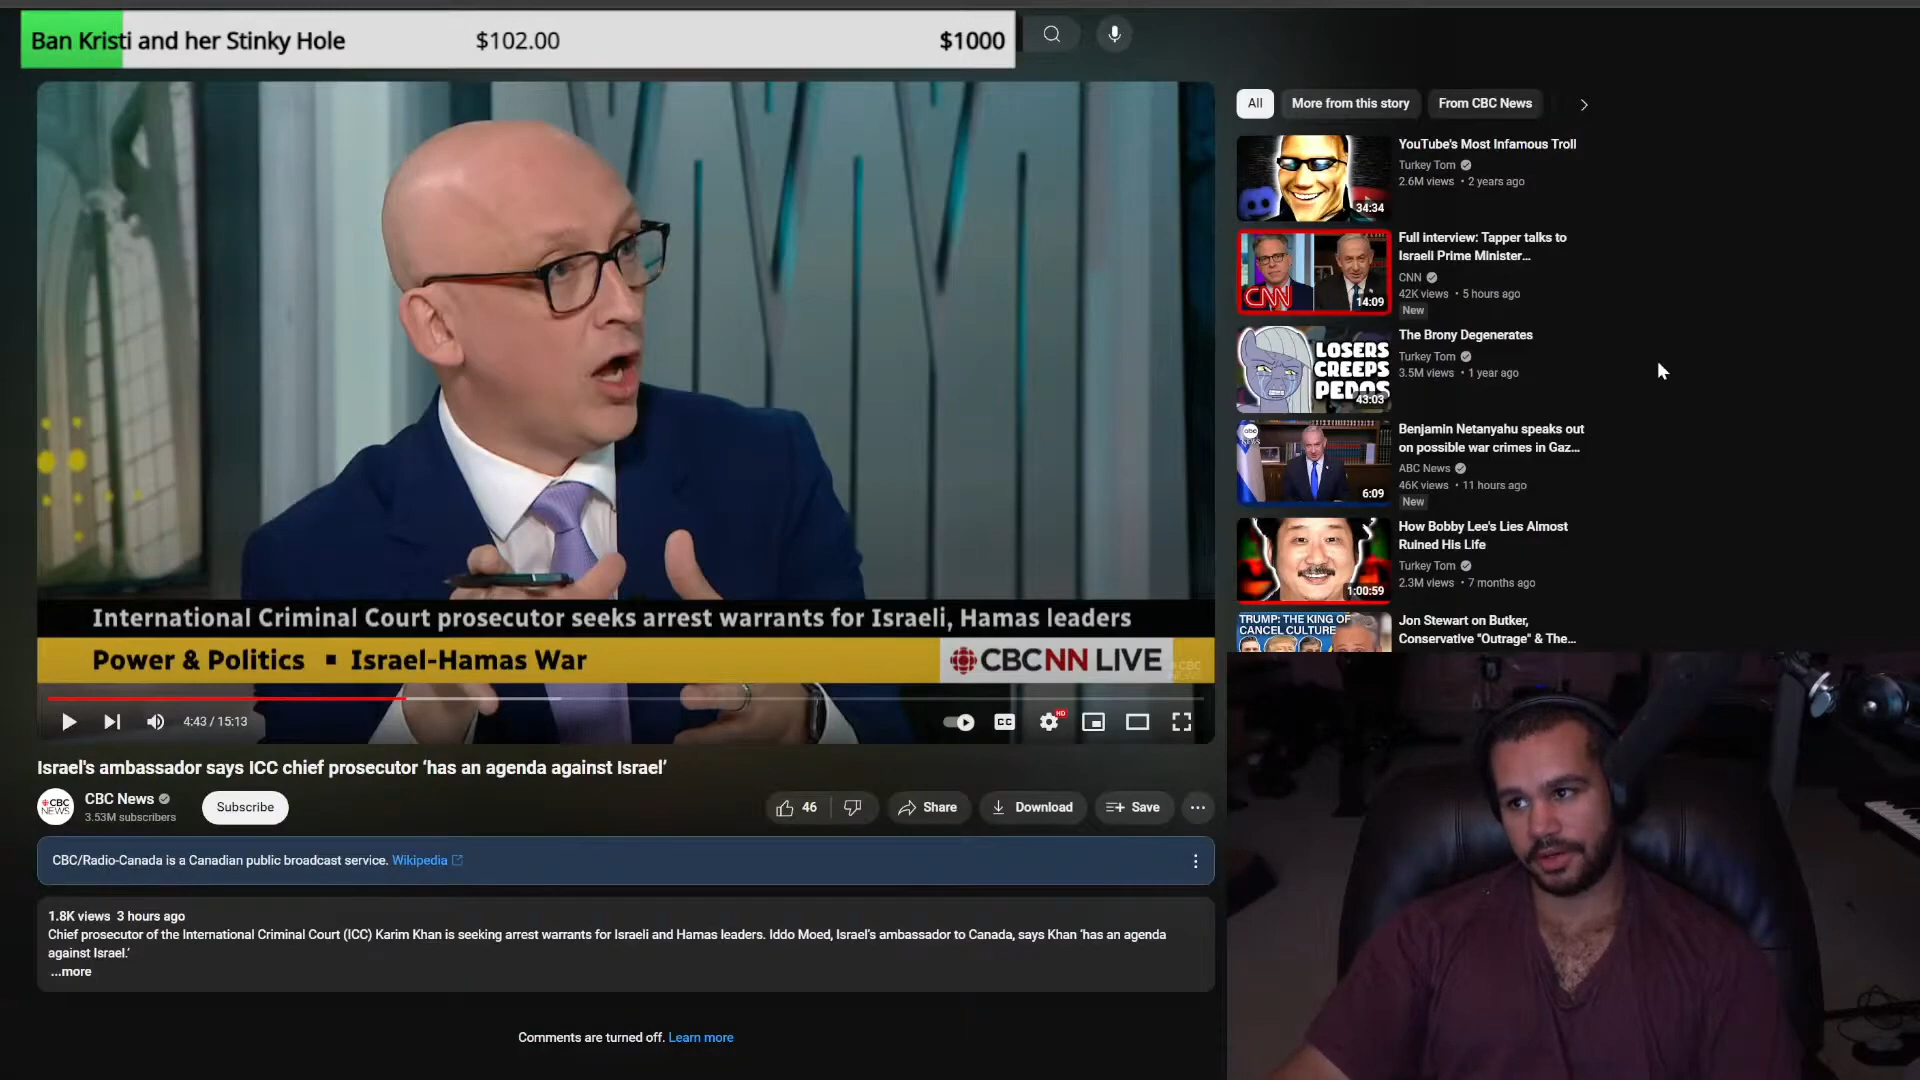 Ban Kristi and her Stinky Hole $102.00 $1000
International Criminal Court prosecutor seeks arrest warrants for Israeli, Hamas leaders
Power & Politics ▪ Israel-Hamas War
CBCNN LIVE
CBC NEWS
4:43 / 15:13
CC
HD
Israel's ambassador says ICC chief prosecutor ‘has an agenda against Israel’
CBC NEWS
CBC News
3.53M subscribers
Subscribe
46
Share
Download
Save
CBC/Radio-Canada is a Canadian public broadcast service. Wikipedia
1.8K views 3 hours ago
Chief prosecutor of the International Criminal Court (ICC) Karim Khan is seeking arrest warrants for Israeli and Hamas leaders. Iddo Moed, Israel's ambassador to Canada, says Khan ‘has an agenda
against Israel.’
...more
Comments are turned off. Learn more
All More from this story From CBC News
34:34
YouTube's Most Infamous Troll
Turkey Tom
2.6M views • 2 years ago
CNN
14:09
Full interview: Tapper talks to
Israeli Prime Minister...
CNN
42K views • 5 hours ago
New
LOSERS
CREEPS
PEDOS
43:03
The Brony Degenerates
Turkey Tom
3.5M views • 1 year ago
abc
NEWS
6:09
Benjamin Netanyahu speaks out
on possible war crimes in Gaz...
ABC News
46K views • 11 hours ago
New
1:00:59
How Bobby Lee's Lies Almost
Ruined His Life
Turkey Tom
2.3M views • 7 months ago
TRUMP: THE KING OF
CANCEL CULTURE
Jon Stewart on Butker,
Conservative "Outrage" & The...